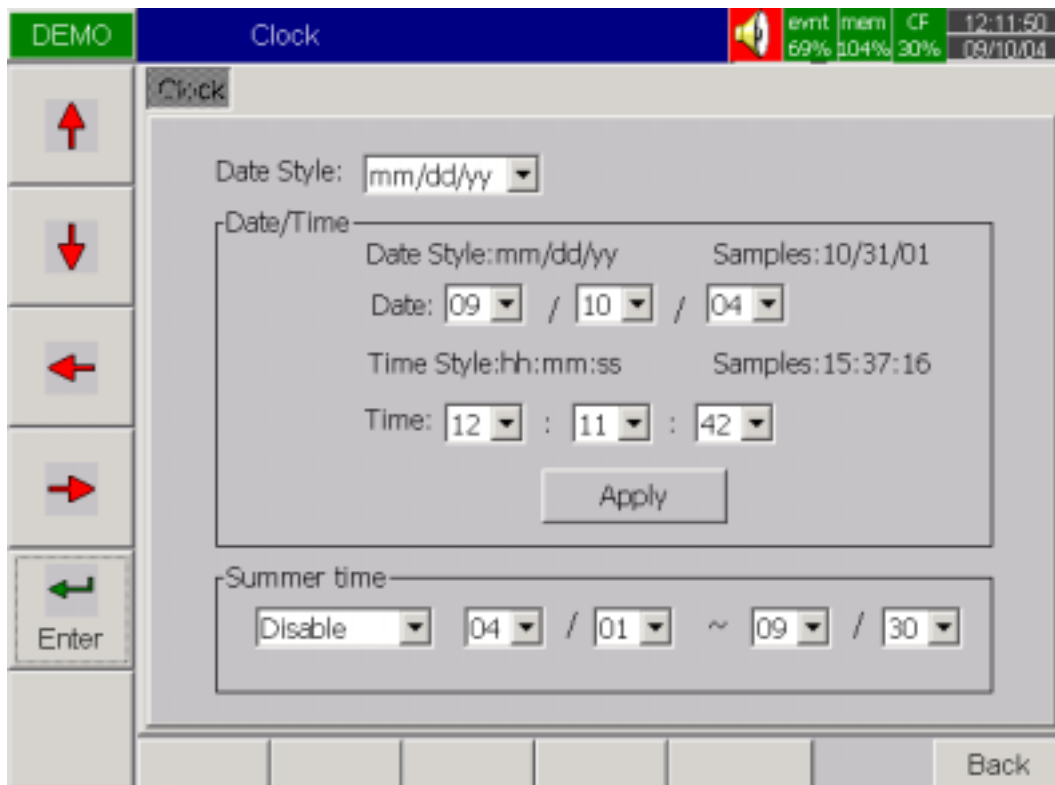 DEMO Clock evnt mem CF 12:11:50
69% 104% 30% 09/10/04
Clock
Date Style: mm/dd/yy
Date/Time
Date Style:mm/dd/yy Samples:10/31/01
Date: 09 / 10 / 04
Time Style:hh:mm:ss Samples:15:37:16
Time: 12 : 11 : 42
Apply
Summer time
Disable 04 / 01 ~ 09 / 30
Enter
Back